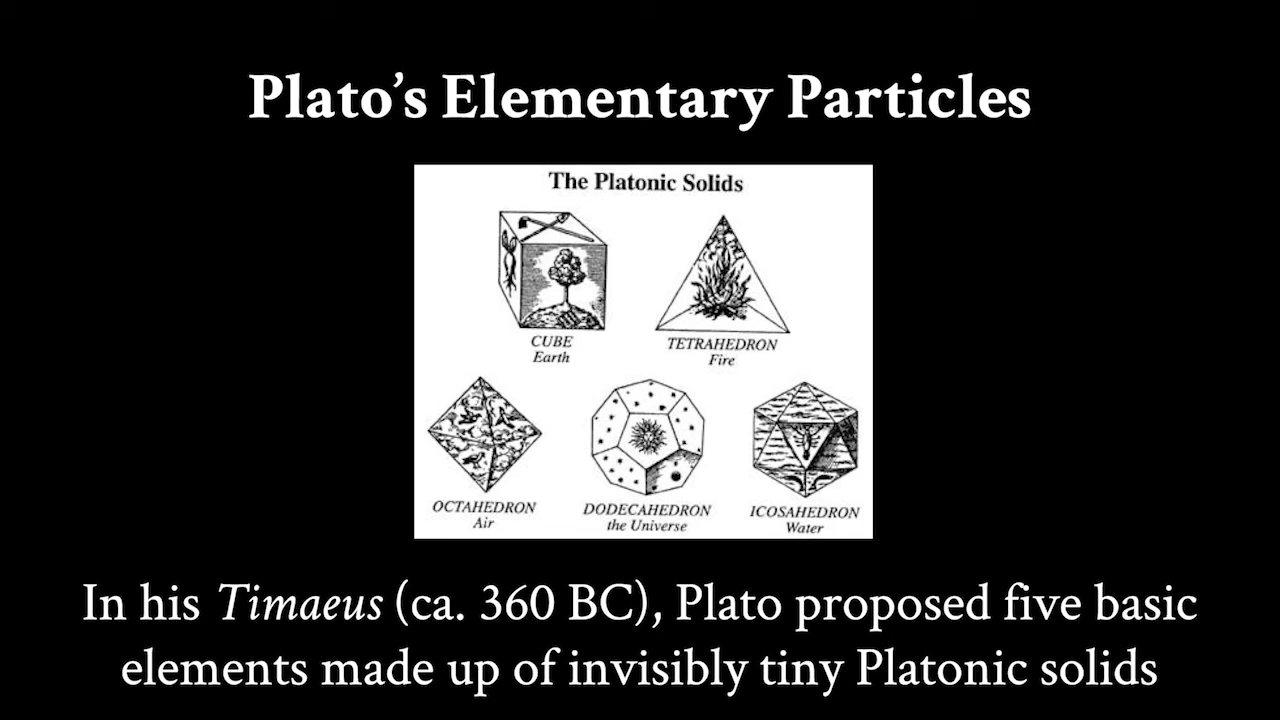 Plato’s Elementary Particles
The Platonic Solids
CUBE
Earth
TETRAHEDRON
Fire
OCTAHEDRON
Air
DODECAHEDRON
the Universe
ICOSAHEDRON
Water
In his Timaeus (ca. 360 BC), Plato proposed five basic
elements made up of invisibly tiny Platonic solids